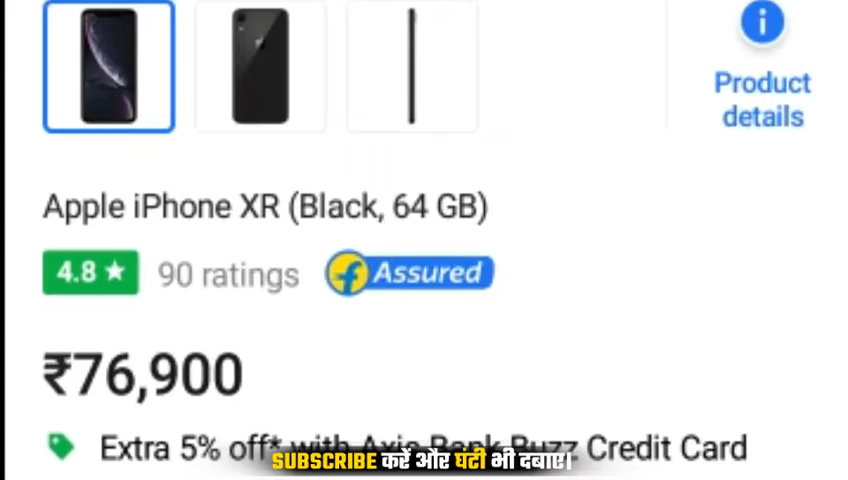 Product
details
Apple iPhone XR (Black, 64 GB)
4.8 ★ 90 ratings f Assured
₹76,900
Extra 5% off* with Axis Bank Buzz Credit Card
SUBSCRIBE करें और घंटी भी दबाए।